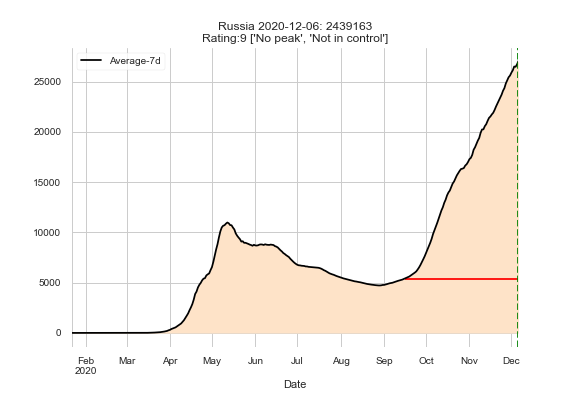 Russia 2020-12-06: 2439163
Rating:9 ['No peak', 'Not in control']
Average-7d
25000
20000
15000
10000
5000
0
Feb Mar Apr May Jun Jul Aug Sep Oct Nov Dec
2020
Date